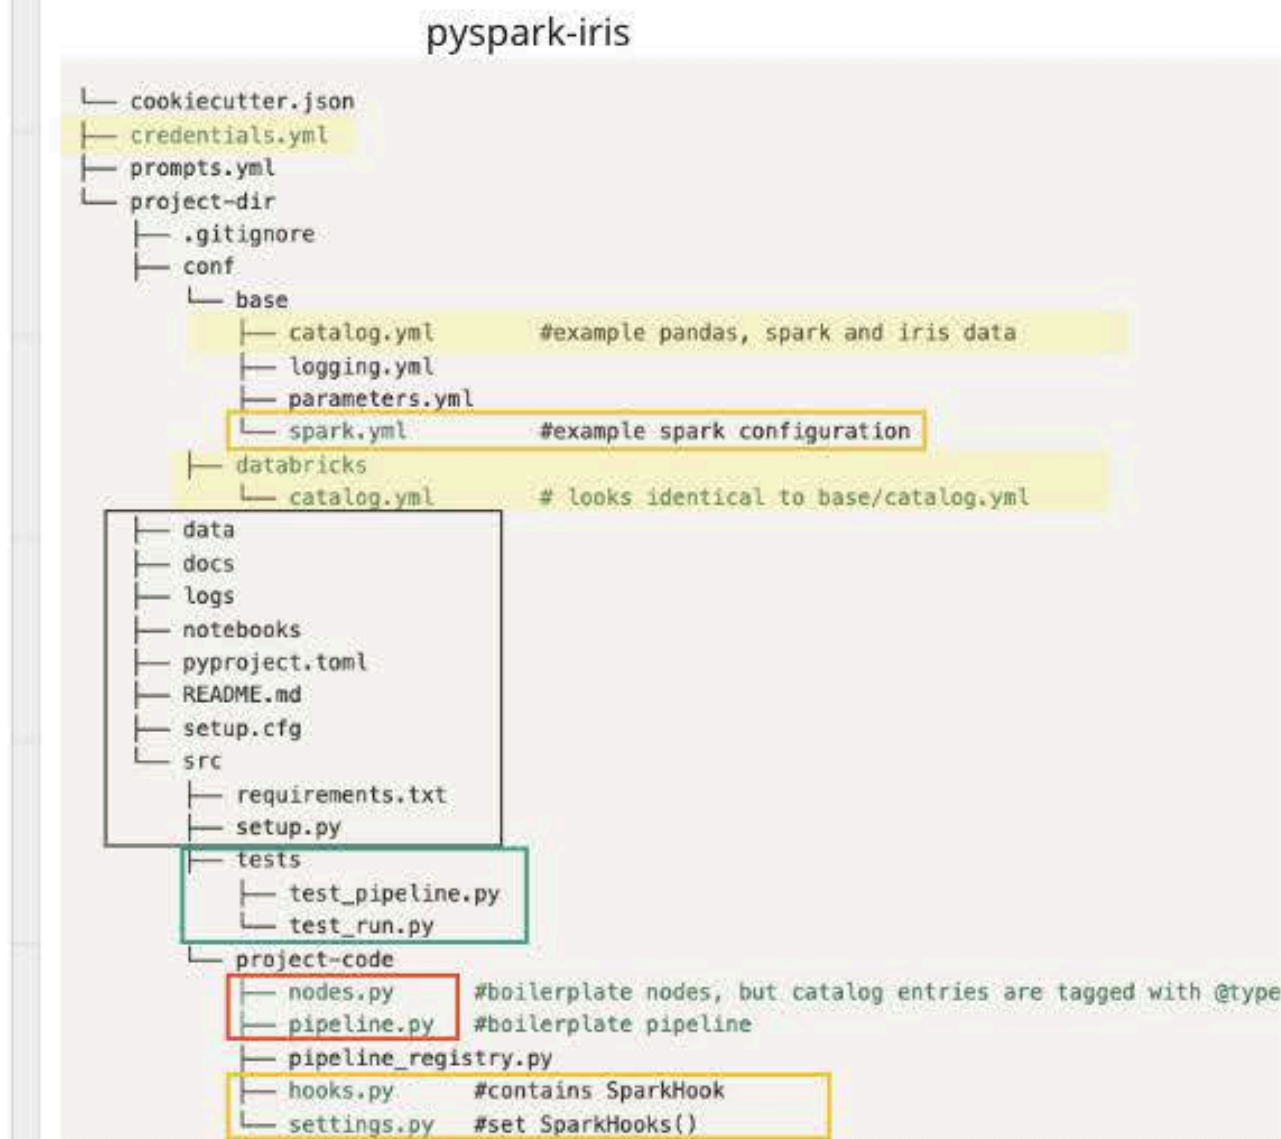 pyspark-iris
└── cookiecutter.json
├── credentials.yml
├── prompts.yml
└── project-dir
├── .gitignore
├── conf
└── base
├── catalog.yml #example pandas, spark and iris data
├── logging.yml
├── parameters.yml
└── spark.yml #example spark configuration
├── databricks
└── catalog.yml # looks identical to base/catalog.yml
├── data
├── docs
├── logs
├── notebooks
├── pyproject.toml
├── README.md
├── setup.cfg
└── src
├── requirements.txt
├── setup.py
├── tests
├── test_pipeline.py
└── test_run.py
└── project-code
├── nodes.py #boilerplate nodes, but catalog entries are tagged with @type
├── pipeline.py #boilerplate pipeline
├── pipeline_registry.py
├── hooks.py #contains SparkHook
└── settings.py #set SparkHooks()